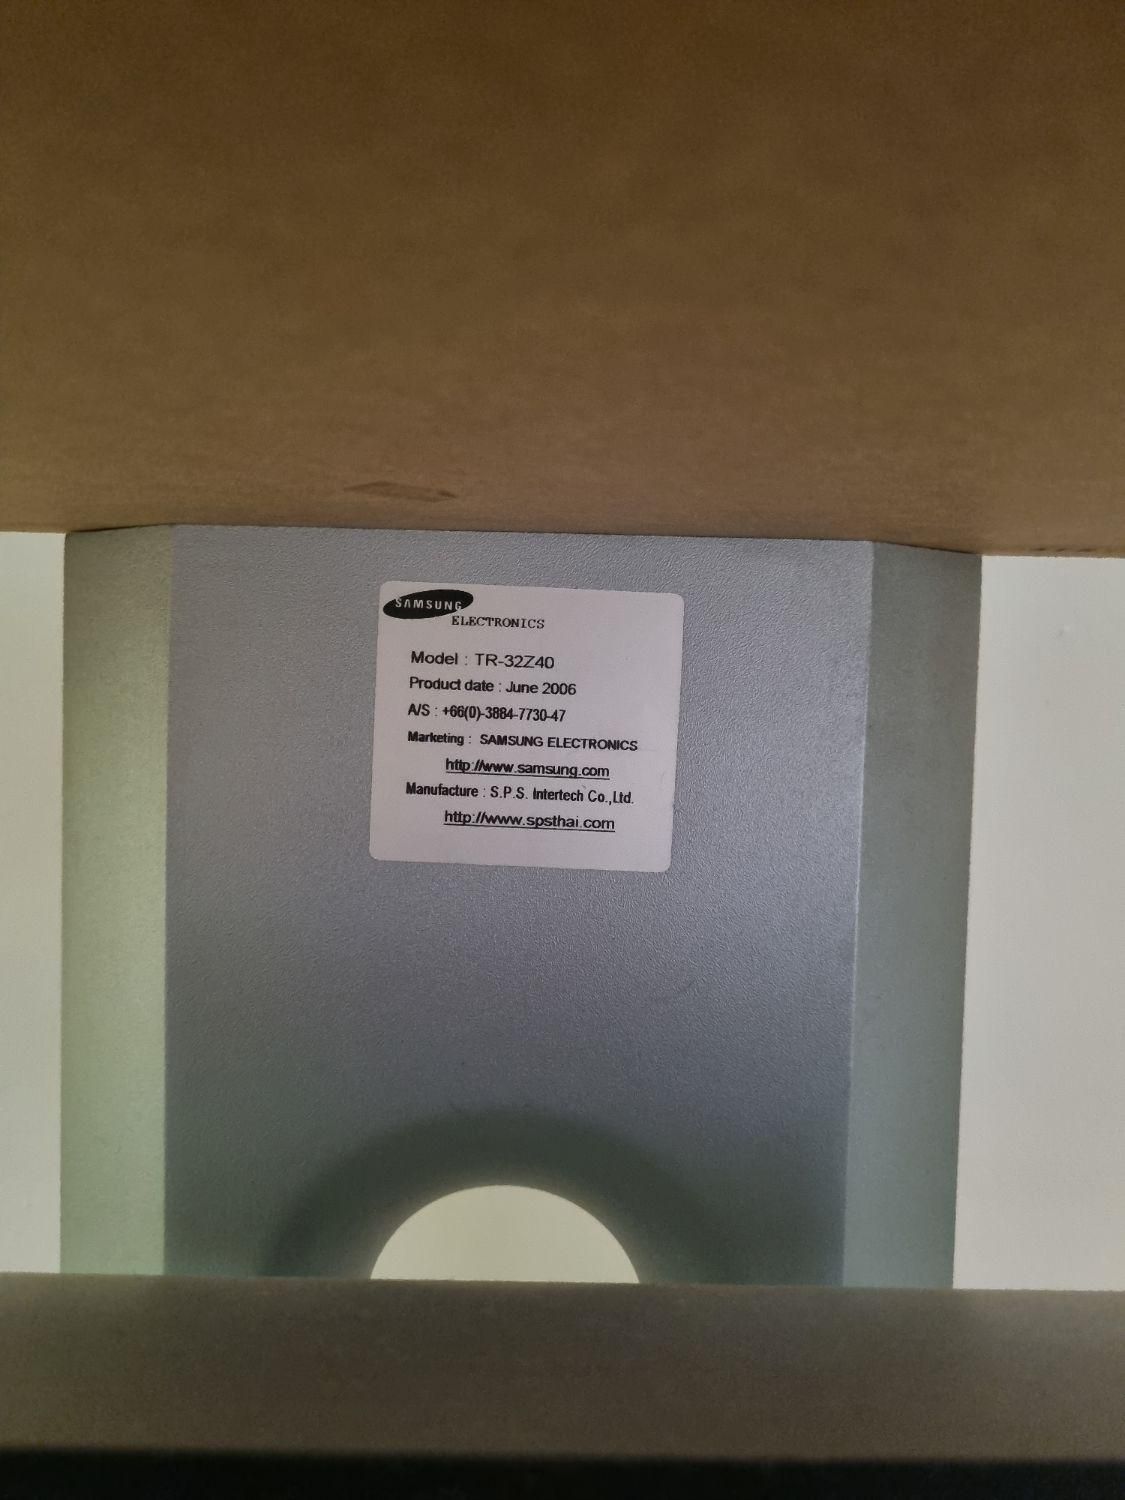 SAMSUNG
ELECTRONICS
Model : TR-32Z40
Product date : June 2006
A/S : +66(0)-3884-7730-47
Marketing : SAMSUNG ELECTRONICS
http://www.samsung.com
Manufacture : S.P.S. Intertech Co.,Ltd.
http://www.spsthai.com